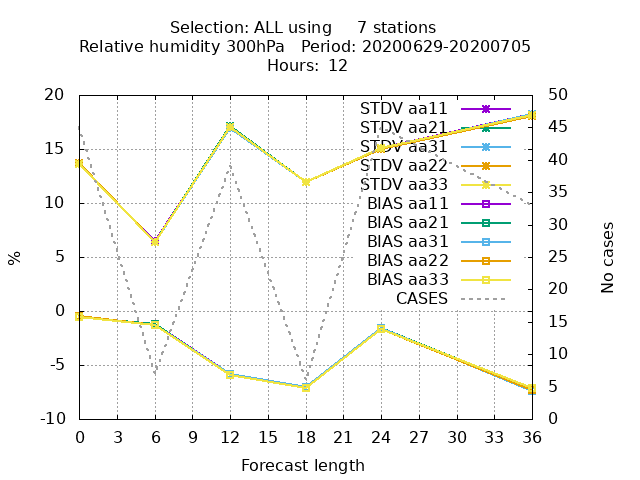 Selection: ALL using     7 stations
Relative humidity 300hPa   Period: 20200629-20200705
Hours: 12
20
15
10
5
0
-5
-10
%
50
45
40
35
30
25
20
15
10
5
0
No cases
STDV aa11
STDV aa21
STDV aa31
STDV aa22
STDV aa33
BIAS aa11
BIAS aa21
BIAS aa31
BIAS aa22
BIAS aa33
CASES
0 3 6 9 12 15 18 21 24 27 30 33 36
Forecast length